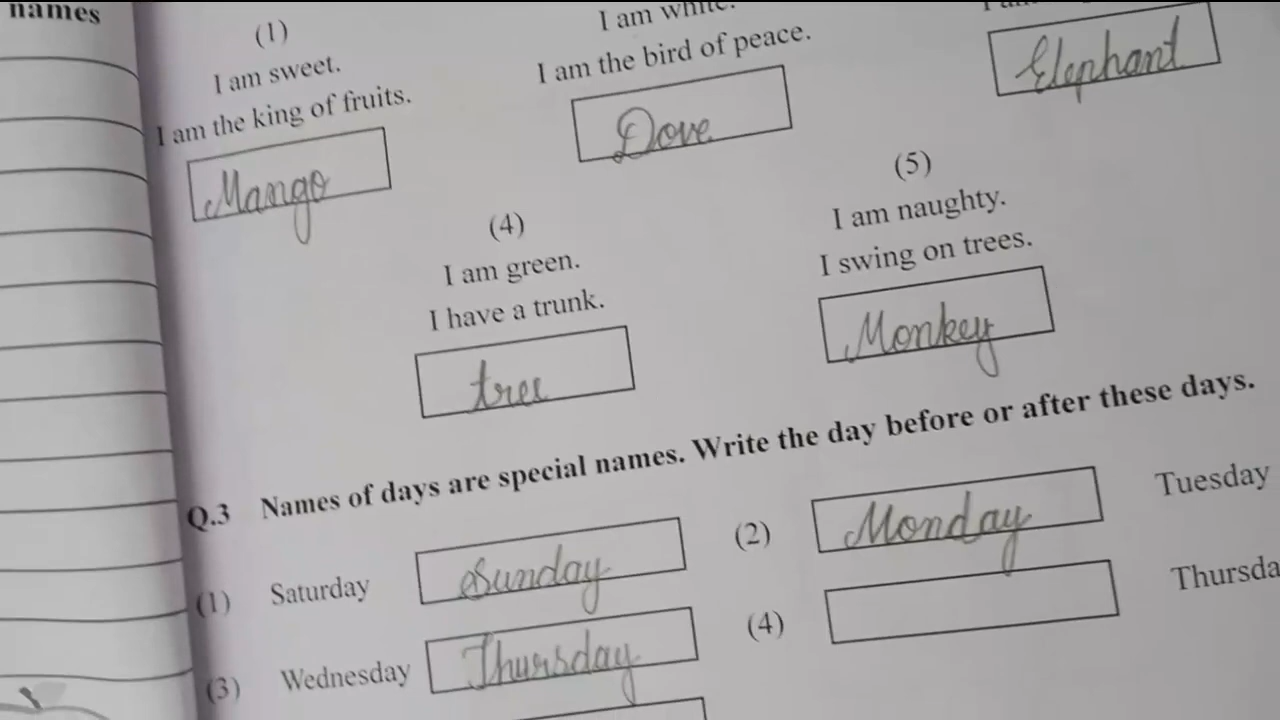 names
(1)
I am sweet.
I am the king of fruits.
Mango
I am white.
I am the bird of peace.
Dove
Elephant
(4)
I am green.
I have a trunk.
tree
(5)
I am naughty.
I swing on trees.
Monkey
Q.3 Names of days are special names. Write the day before or after these days.
(1) Saturday Sunday
(2) Monday Tuesday
(3) Wednesday Thursday
(4) Thursda